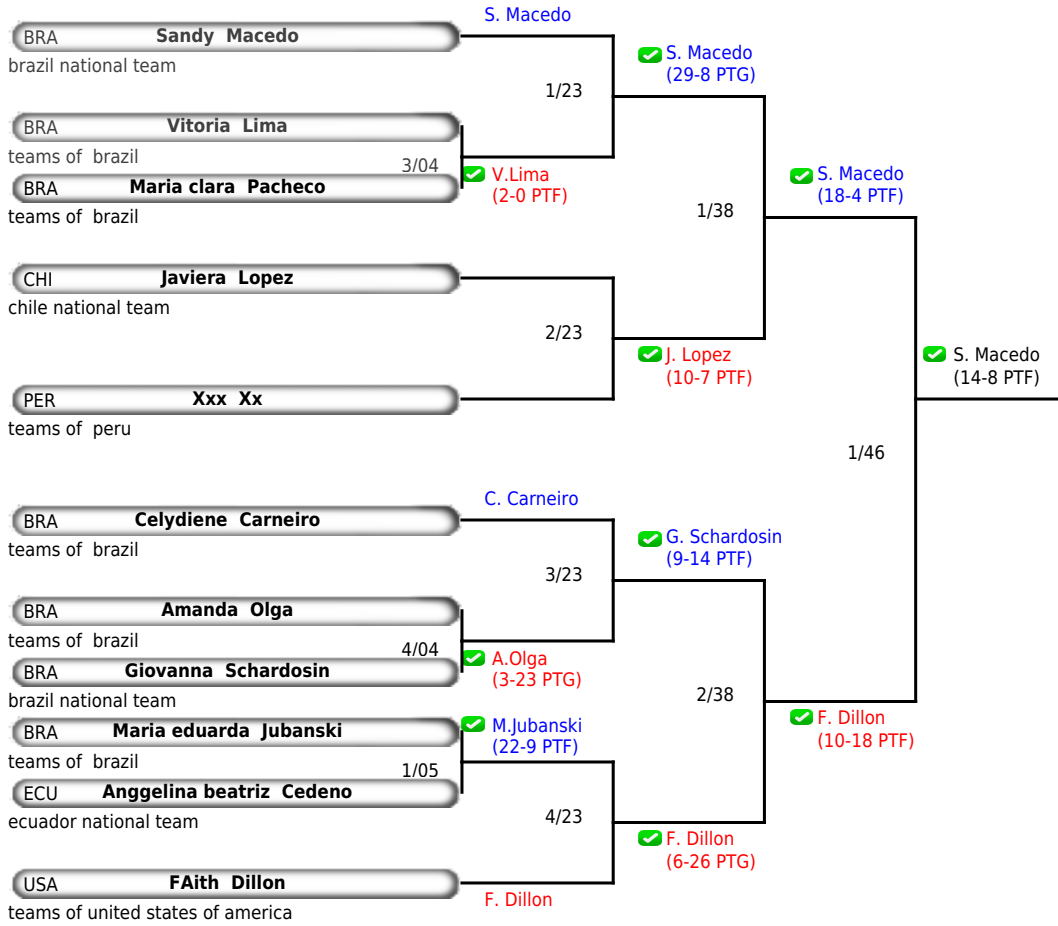 S. Macedo
BRA Sandy Macedo
brazil national team
S. Macedo
(29-8 PTG)
1/23
BRA Vitoria Lima
teams of brazil
3/04
V.Lima
(2-0 PTF)
BRA Maria clara Pacheco
teams of brazil
S. Macedo
(18-4 PTF)
1/38
CHI Javiera Lopez
chile national team
2/23
J. Lopez
(10-7 PTF)
S. Macedo
(14-8 PTF)
PER Xxx Xx
teams of peru
1/46
C. Carneiro
BRA Celydiene Carneiro
teams of brazil
G. Schardosin
(9-14 PTF)
3/23
BRA Amanda Olga
teams of brazil
4/04
A.Olga
(3-23 PTG)
BRA Giovanna Schardosin
brazil national team
2/38
BRA Maria eduarda Jubanski
teams of brazil
M.Jubanski
(22-9 PTF)
F. Dillon
(10-18 PTF)
1/05
ECU Anggelina beatriz Cedeno
ecuador national team
4/23
F. Dillon
(6-26 PTG)
USA FAith Dillon
teams of united states of america
F. Dillon